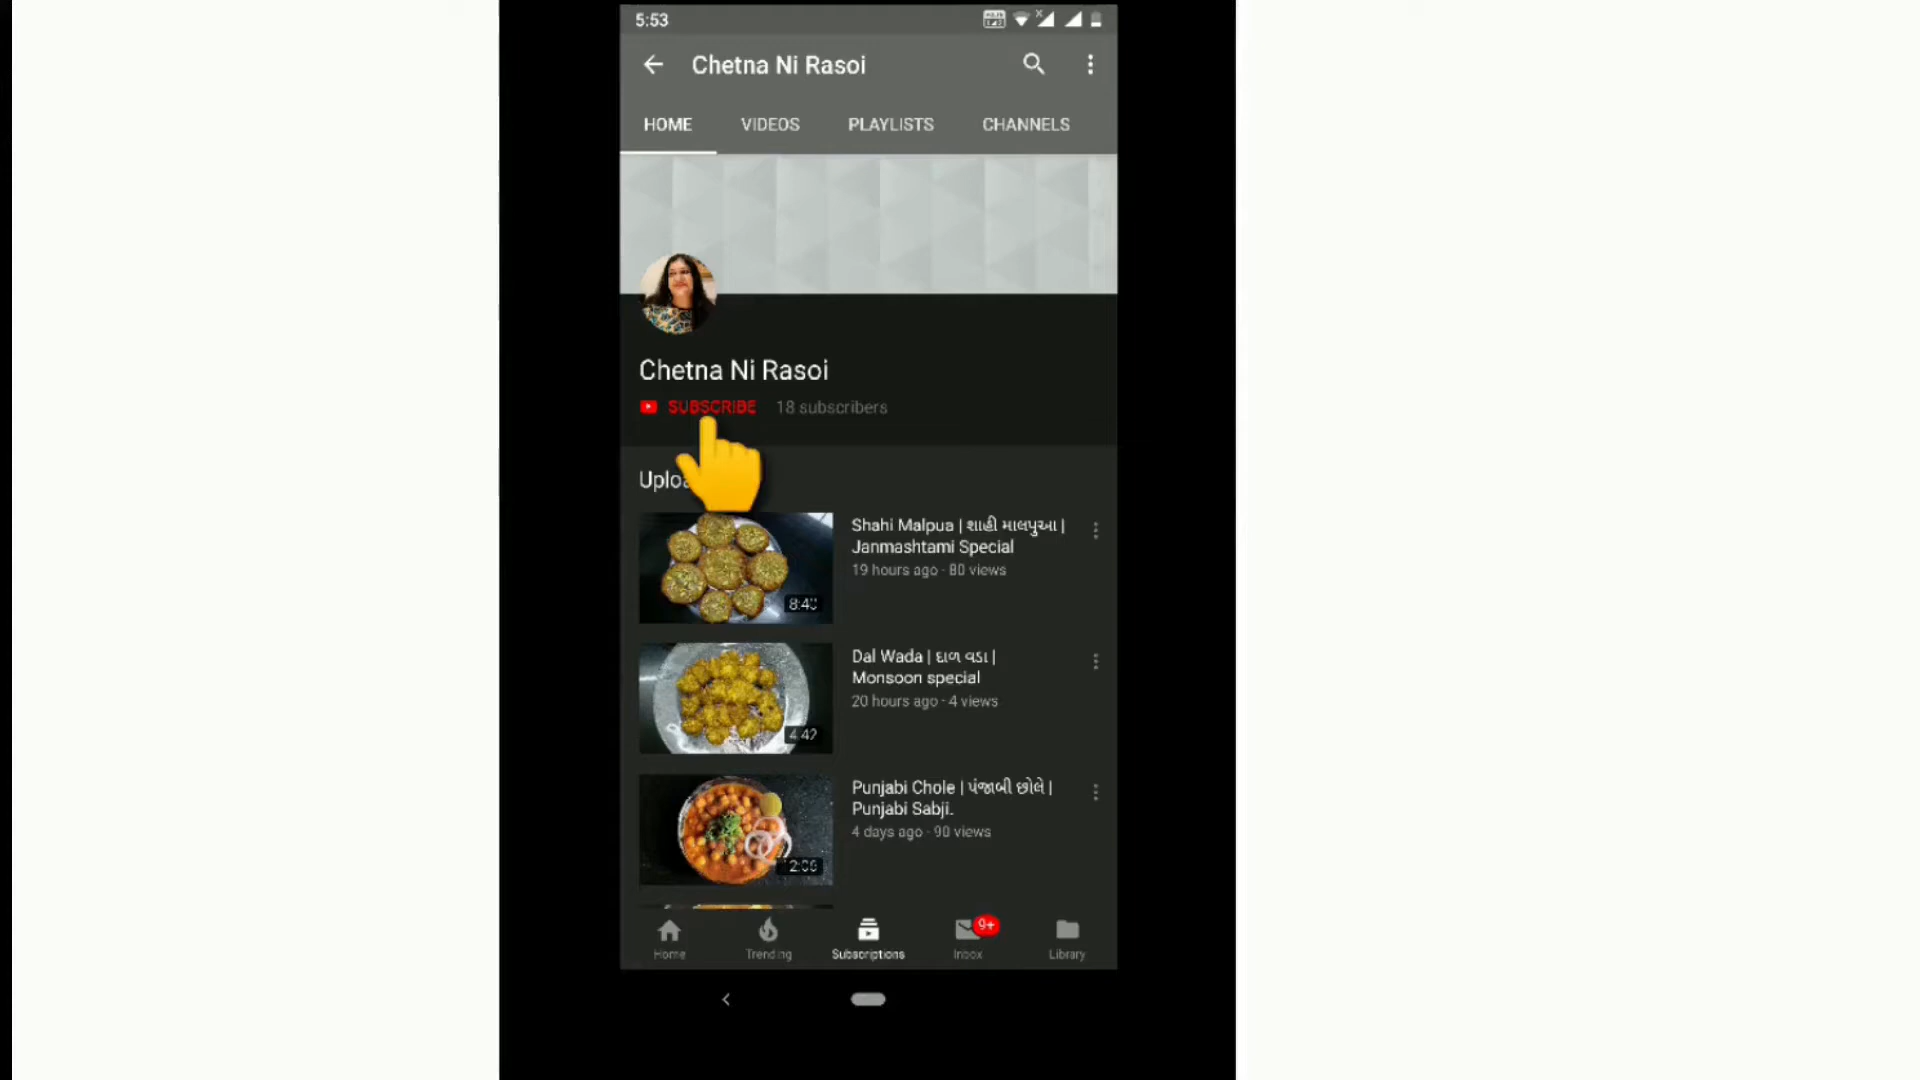 5:53
Chetna Ni Rasoi
HOME VIDEOS PLAYLISTS CHANNELS
Chetna Ni Rasoi
SUBSCRIBE 18 subscribers
Shahi Malpua | શાહી માલપુઆ |
Janmashtami Special
19 hours ago · 80 views
8:40
Dal Wada | દાળ વડા |
Monsoon special
20 hours ago · 4 views
4:42
Punjabi Chole | પંજાબી છોલે |
Punjabi Sabji.
4 days ago · 90 views
9+
Home Trending Subscriptions Inbox Library